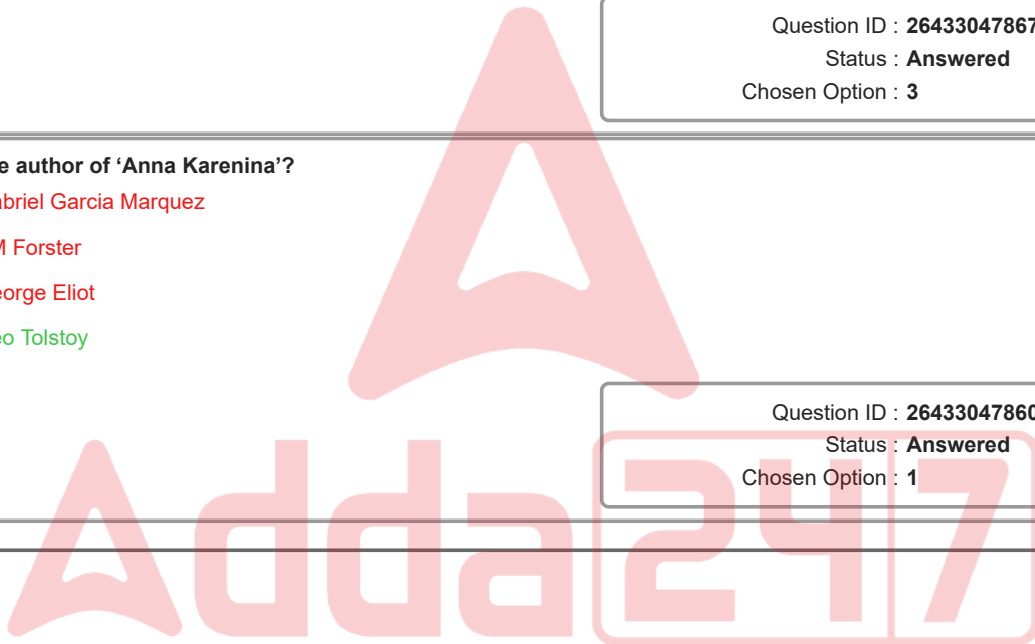 Question ID : 26433047867
Status : Answered
Chosen Option : 3
e author of ‘Anna Karenina’?
abriel Garcia Marquez
M Forster
eorge Eliot
eo Tolstoy
Question ID : 26433047860
Status : Answered
Chosen Option : 1
Adda247